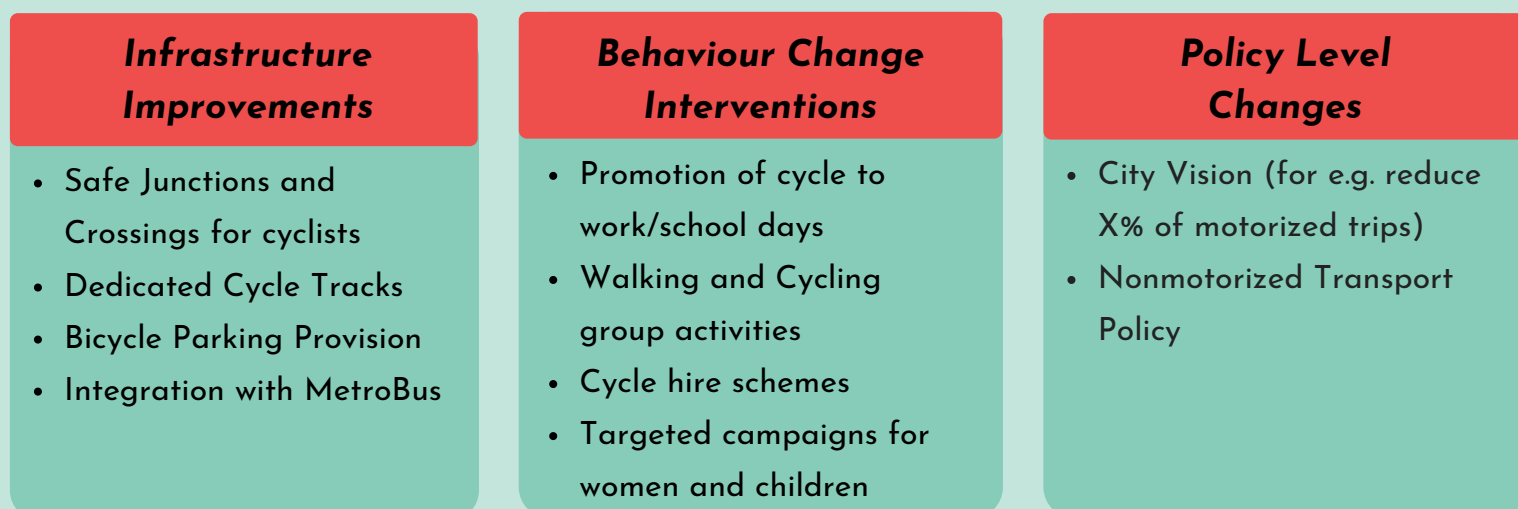 Infrastructure
Improvements
• Safe Junctions and
Crossings for cyclists
• Dedicated Cycle Tracks
• Bicycle Parking Provision
• Integration with MetroBus
Behaviour Change
Interventions
• Promotion of cycle to
work/school days
• Walking and Cycling
group activities
• Cycle hire schemes
• Targeted campaigns for
women and children
Policy Level
Changes
• City Vision (for e.g. reduce
X% of motorized trips)
• Nonmotorized Transport
Policy